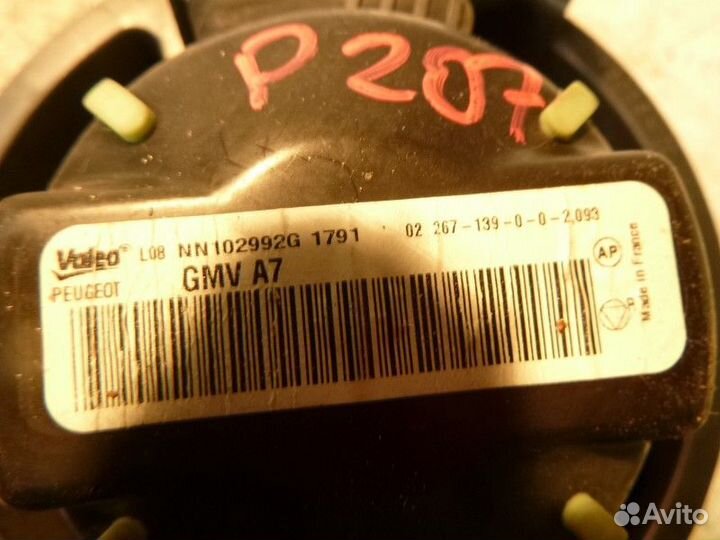 P 207
Valeo L08 NN102992G 1791 02 267-139-0-0-2,093
PEUGEOT GMV A7
AP
P
Made in France
Avito